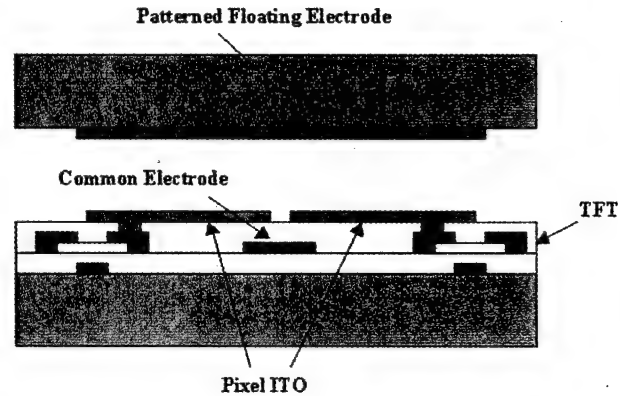 Patterned Floating Electrode
Common Electrode
TFT
Pixel ITO